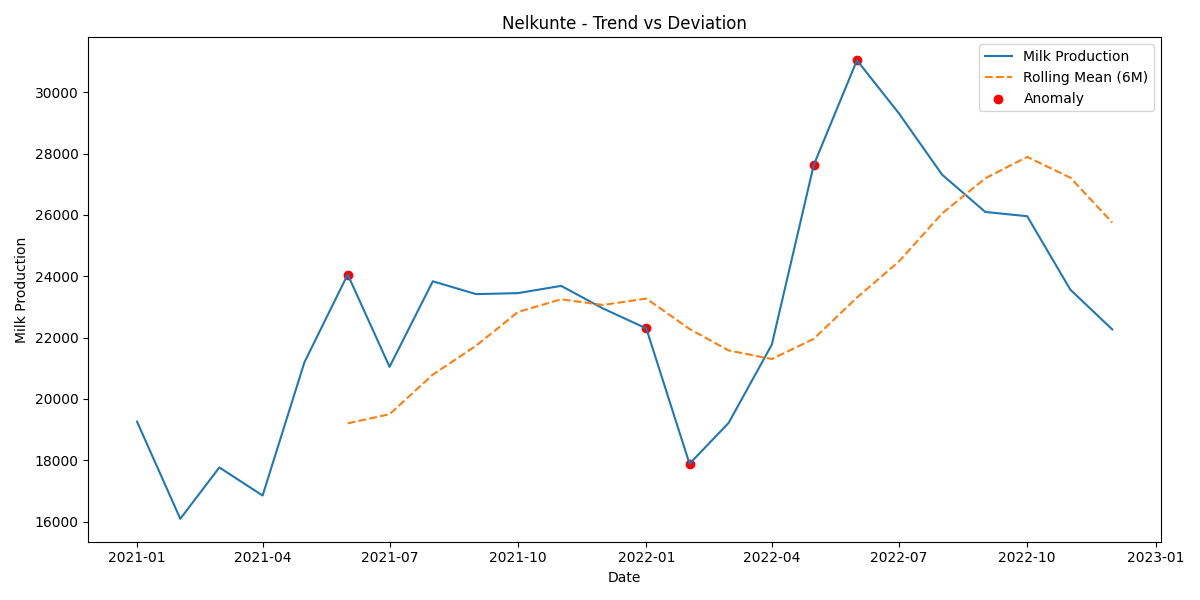 Nelkunte - Trend vs Deviation
Milk Production
Rolling Mean (6M)
Anomaly
Milk Production
30000
28000
26000
24000
22000
20000
18000
16000
2021-01
2021-04
2021-07
2021-10
2022-01
2022-04
2022-07
2022-10
2023-01
Date